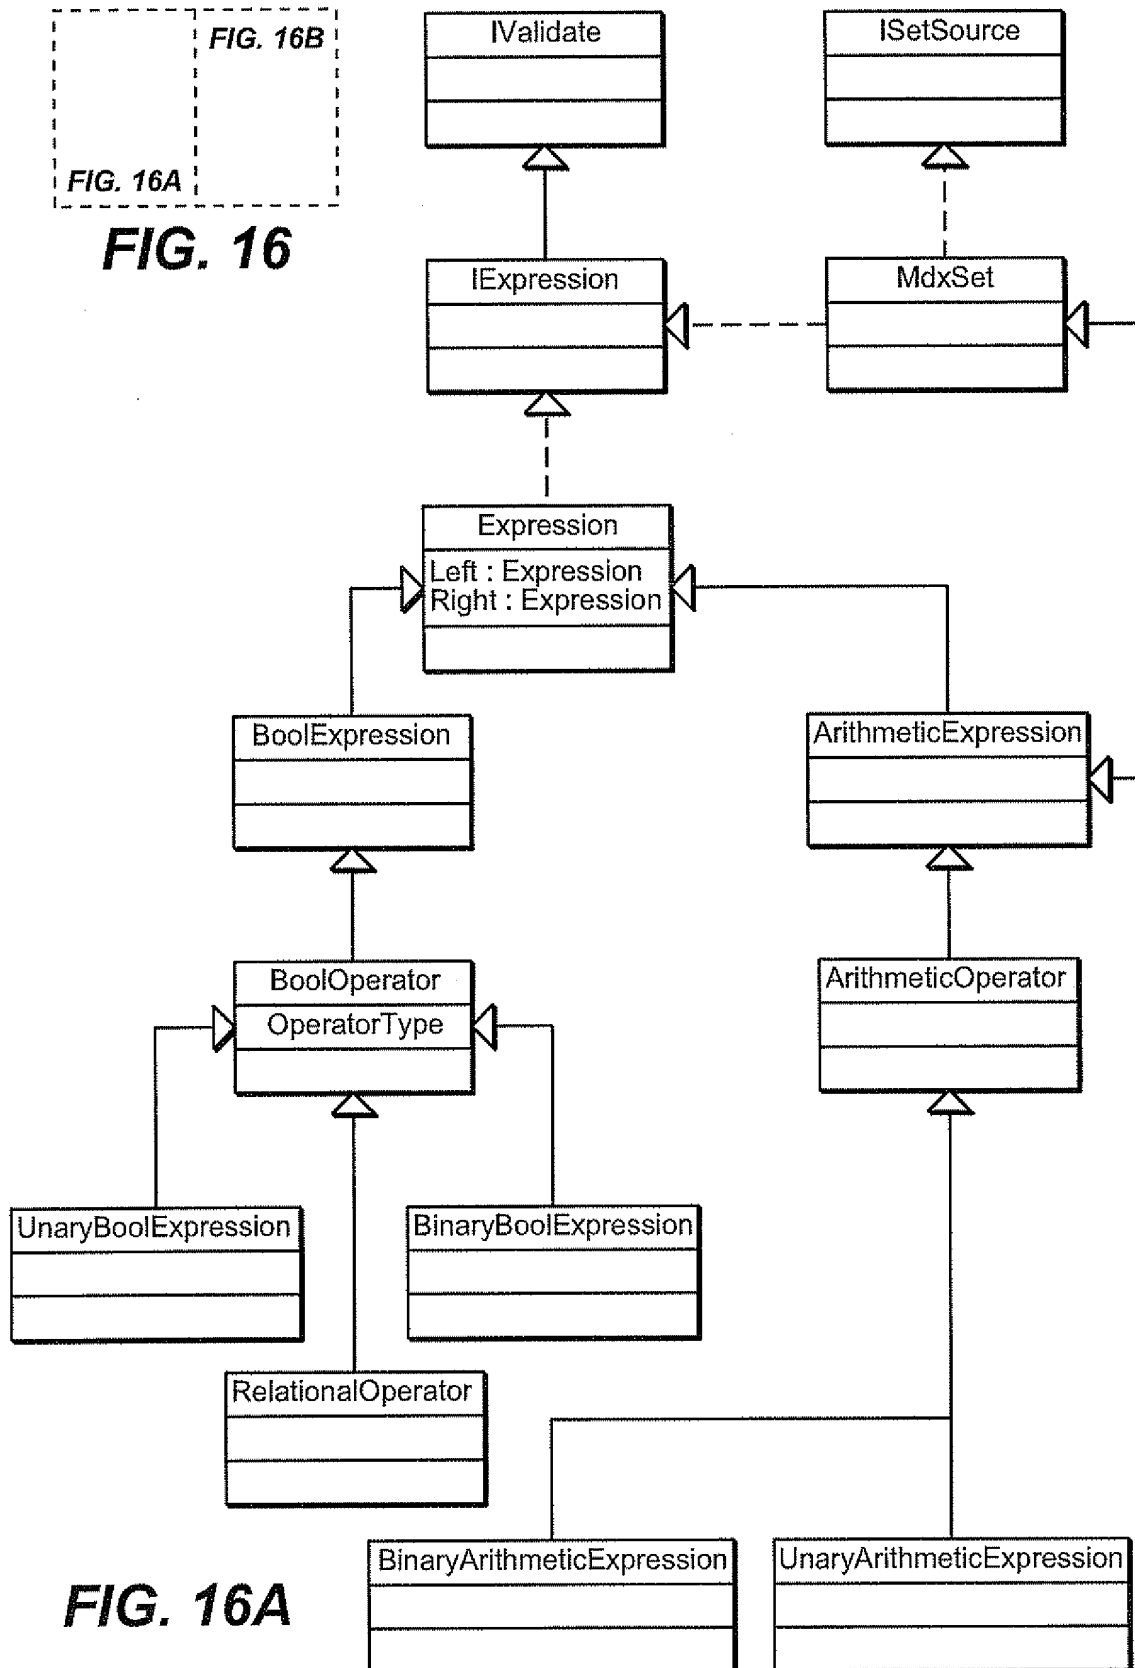 FIG. 16B
FIG. 16A
FIG. 16
IValidate
ISetSource
IExpression
MdxSet
Expression
Left : Expression
Right : Expression
BoolExpression
ArithmeticExpression
BoolOperator
OperatorType
ArithmeticOperator
UnaryBoolExpression
BinaryBoolExpression
RelationalOperator
BinaryArithmeticExpression
UnaryArithmeticExpression
FIG. 16A